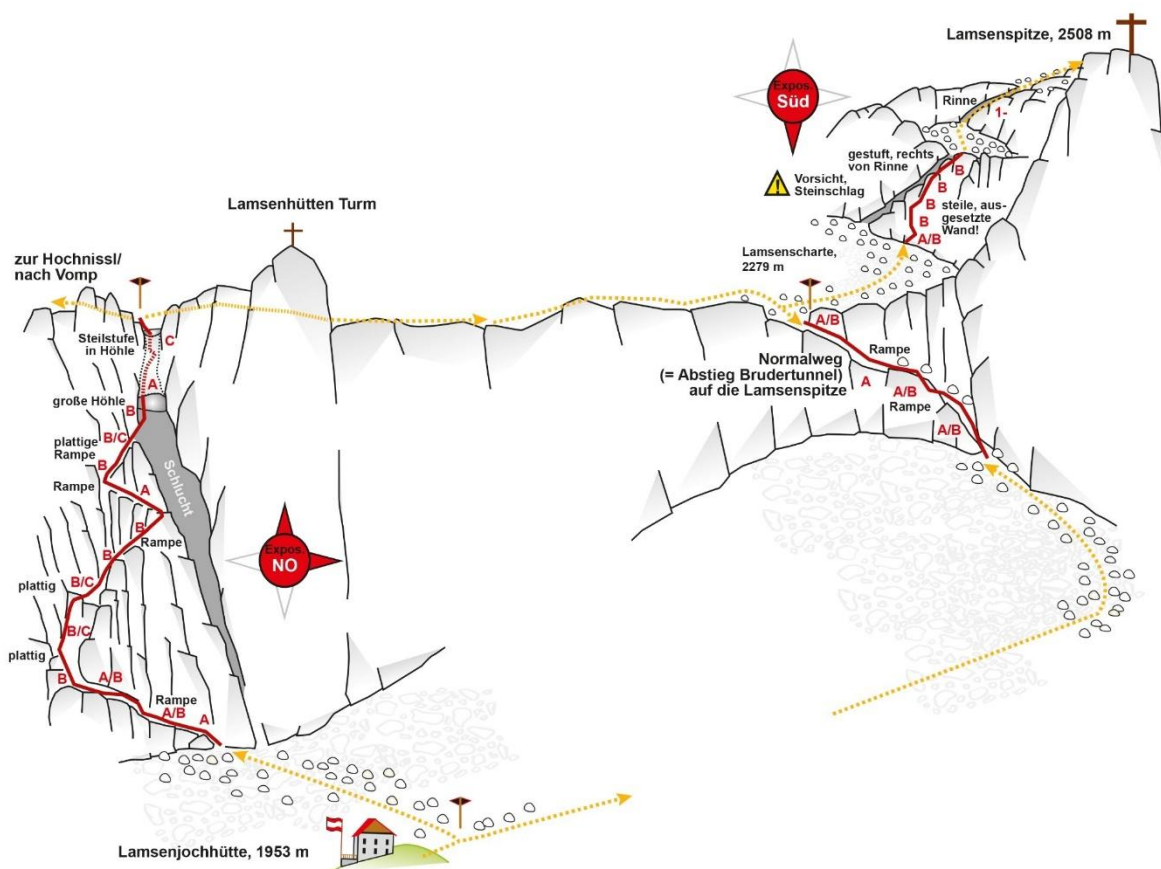 Lamsenspitze, 2508 m
Expos.
Süd
Rinne
1-
gestuft, rechts
von Rinne
Vorsicht,
Steinschlag
B
B
B
B
steile, aus-
gesetzte
Wand!
A/B
Lamsenhütten Turm
Lamsenscharte,
2279 m
zur Hochnissl/
nach Vomp
A/B
Steilstufe
in Höhle
C
Rampe
Normalweg
(= Abstieg Brudertunnel)
auf die Lamsenspitze
A
A/B
Rampe
A/B
A
große Höhle
B
B/C
plattige
Rampe
B
Schlucht
Rampe
A
B
Rampe
Expos.
NO
B
plattig
B/C
B/C
plattig
B
A/B
Rampe
A/B
A
Lamsenjochhütte, 1953 m